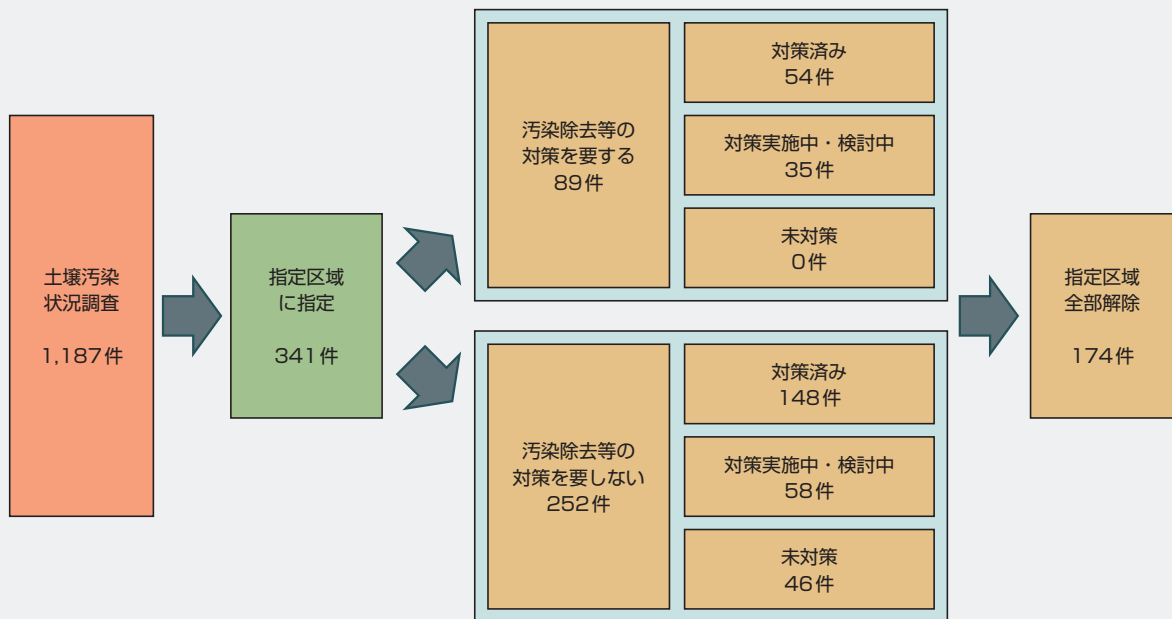 土壌汚染
状況調査
1,187件
指定区域
に指定
341件
汚染除去等の
対策を要する
89件
対策済み
54件
対策実施中・検討中
35件
未対策
0件
汚染除去等の
対策を要しない
252件
対策済み
148件
対策実施中・検討中
58件
未対策
46件
指定区域
全部解除
174件